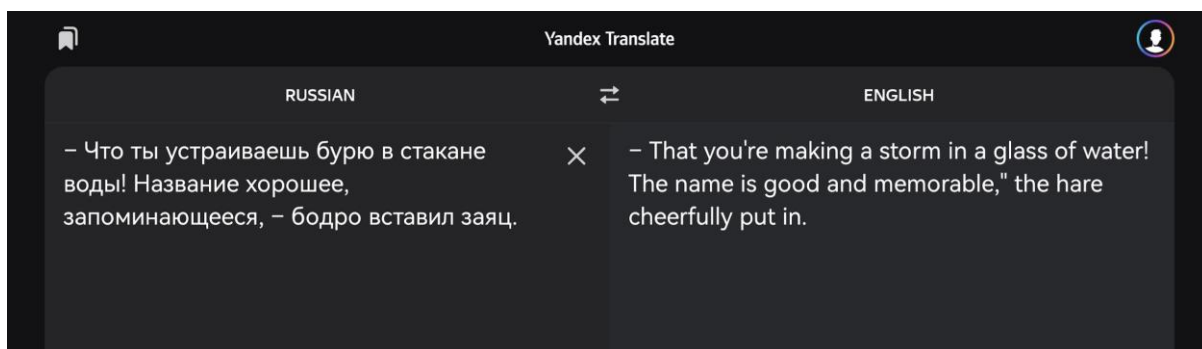 Yandex Translate
RUSSIAN
ENGLISH
– Что ты устраиваешь бурю в стакане
воды! Название хорошее,
запоминающееся, – бодро вставил заяц.
– That you're making a storm in a glass of water!
The name is good and memorable," the hare
cheerfully put in.